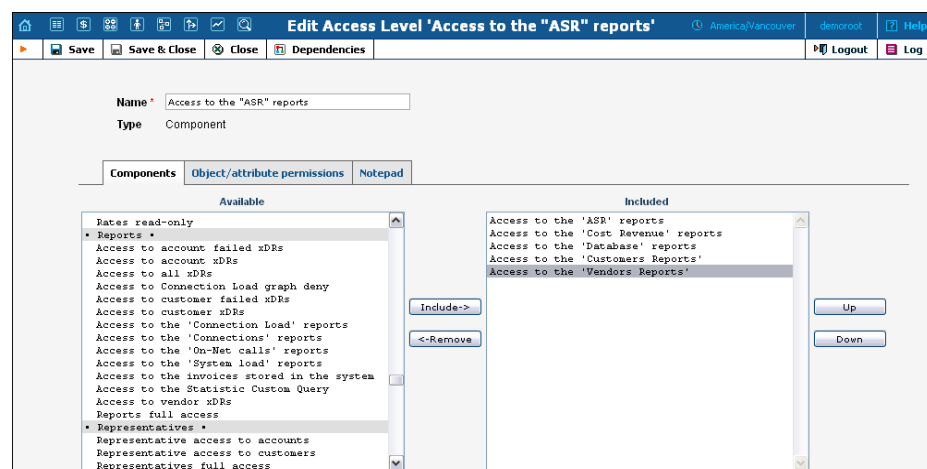 Edit Access Level 'Access to the "ASR" reports'
America/Vancouver
demoroot
? Help
Save
Save & Close
Close
Dependencies
Logout
Log
Name *
Access to the "ASR" reports
Type
Component
Components
Object/attribute permissions
Notepad
Available
Rates read-only
• Reports •
Access to account failed xDRs
Access to account xDRs
Access to all xDRs
Access to Connection Load graph deny
Access to customer failed xDRs
Access to customer xDRs
Access to the 'Connection Load' reports
Access to the 'Connections' reports
Access to the 'On-Net calls' reports
Access to the 'System load' reports
Access to the invoices stored in the system
Access to the Statistic Custom Query
Access to vendor xDRs
Reports full access
• Representatives •
Representative access to accounts
Representative access to customers
Representatives full access
Include->
<-Remove
Included
Access to the 'ASR' reports
Access to the 'Cost Revenue' reports
Access to the 'Database' reports
Access to the 'Customers Reports'
Access to the 'Vendors Reports'
Up
Down